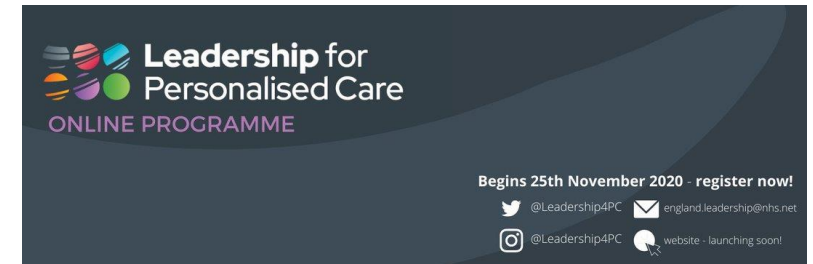 Leadership for
Personalised Care
ONLINE PROGRAMME
Begins 25th November 2020 - register now!
@Leadership4PC england.leadership@nhs.net
@Leadership4PC website - launching soon!